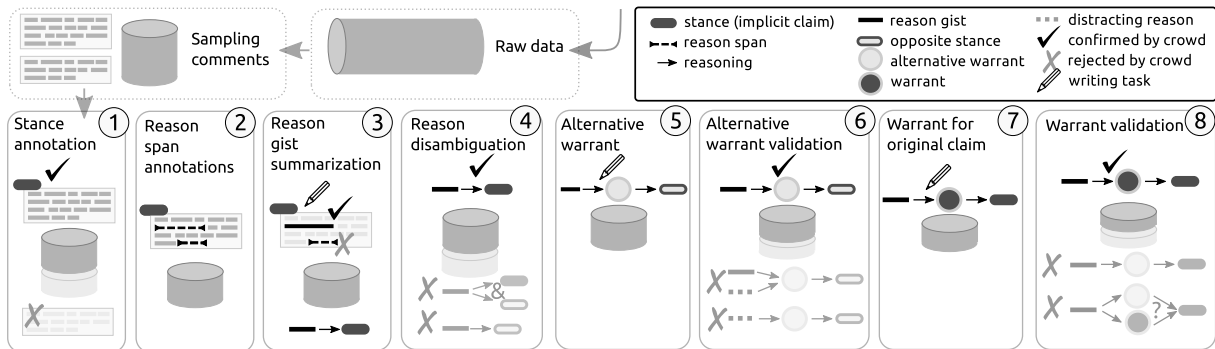 Sampling
comments
Raw data
stance (implicit claim)
reason span
reasoning
reason gist
opposite stance
alternative warrant
warrant
distracting reason
confirmed by crowd
rejected by crowd
writing task
Stance
annotation
1
Reason
span
annotations
2
Reason
gist
summarization
3
Reason
disambiguation
4
&
Alternative
warrant
5
Alternative
warrant validation
6
Warrant for
original claim
7
Warrant validation
8
?